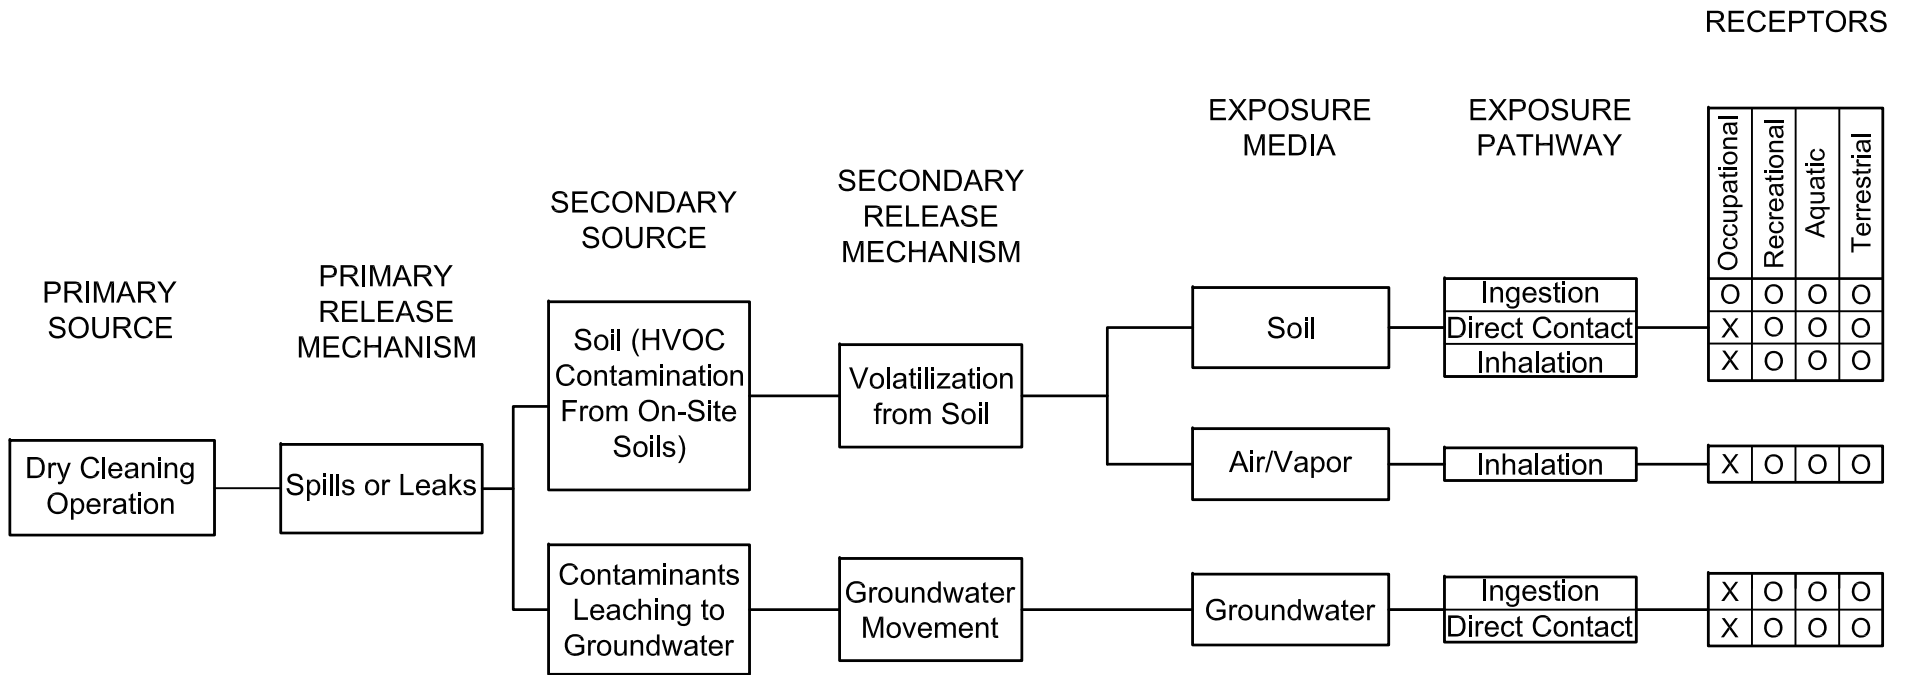 RECEPTORS
EXPOSURE
MEDIA
EXPOSURE
PATHWAY
Occupational
Recreational
Aquatic
Terrestrial
SECONDARY
SOURCE
SECONDARY
RELEASE
MECHANISM
PRIMARY
SOURCE
PRIMARY
RELEASE
MECHANISM
Dry Cleaning
Operation
Spills or Leaks
Soil (HVOC
Contamination
From On-Site
Soils)
Volatilization
from Soil
Soil
Ingestion
O O O O
Direct Contact
X O O O
Inhalation
X O O O
Air/Vapor
Inhalation
X O O O
Contaminants
Leaching to
Groundwater
Groundwater
Movement
Groundwater
Ingestion
X O O O
Direct Contact
X O O O